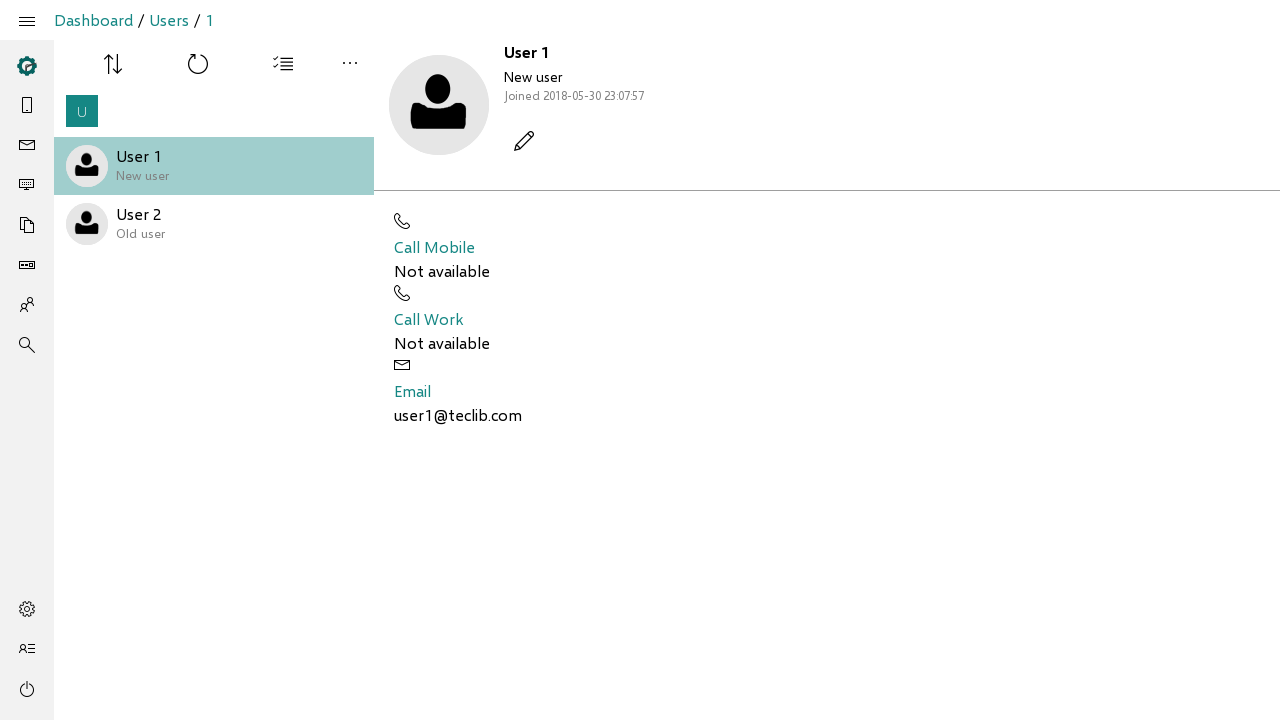 Dashboard / Users / 1
U
User 1
New user
User 2
Old user
User 1
New user
Joined 2018-05-30 23:07:57
Call Mobile
Not available
Call Work
Not available
Email
user1@teclib.com